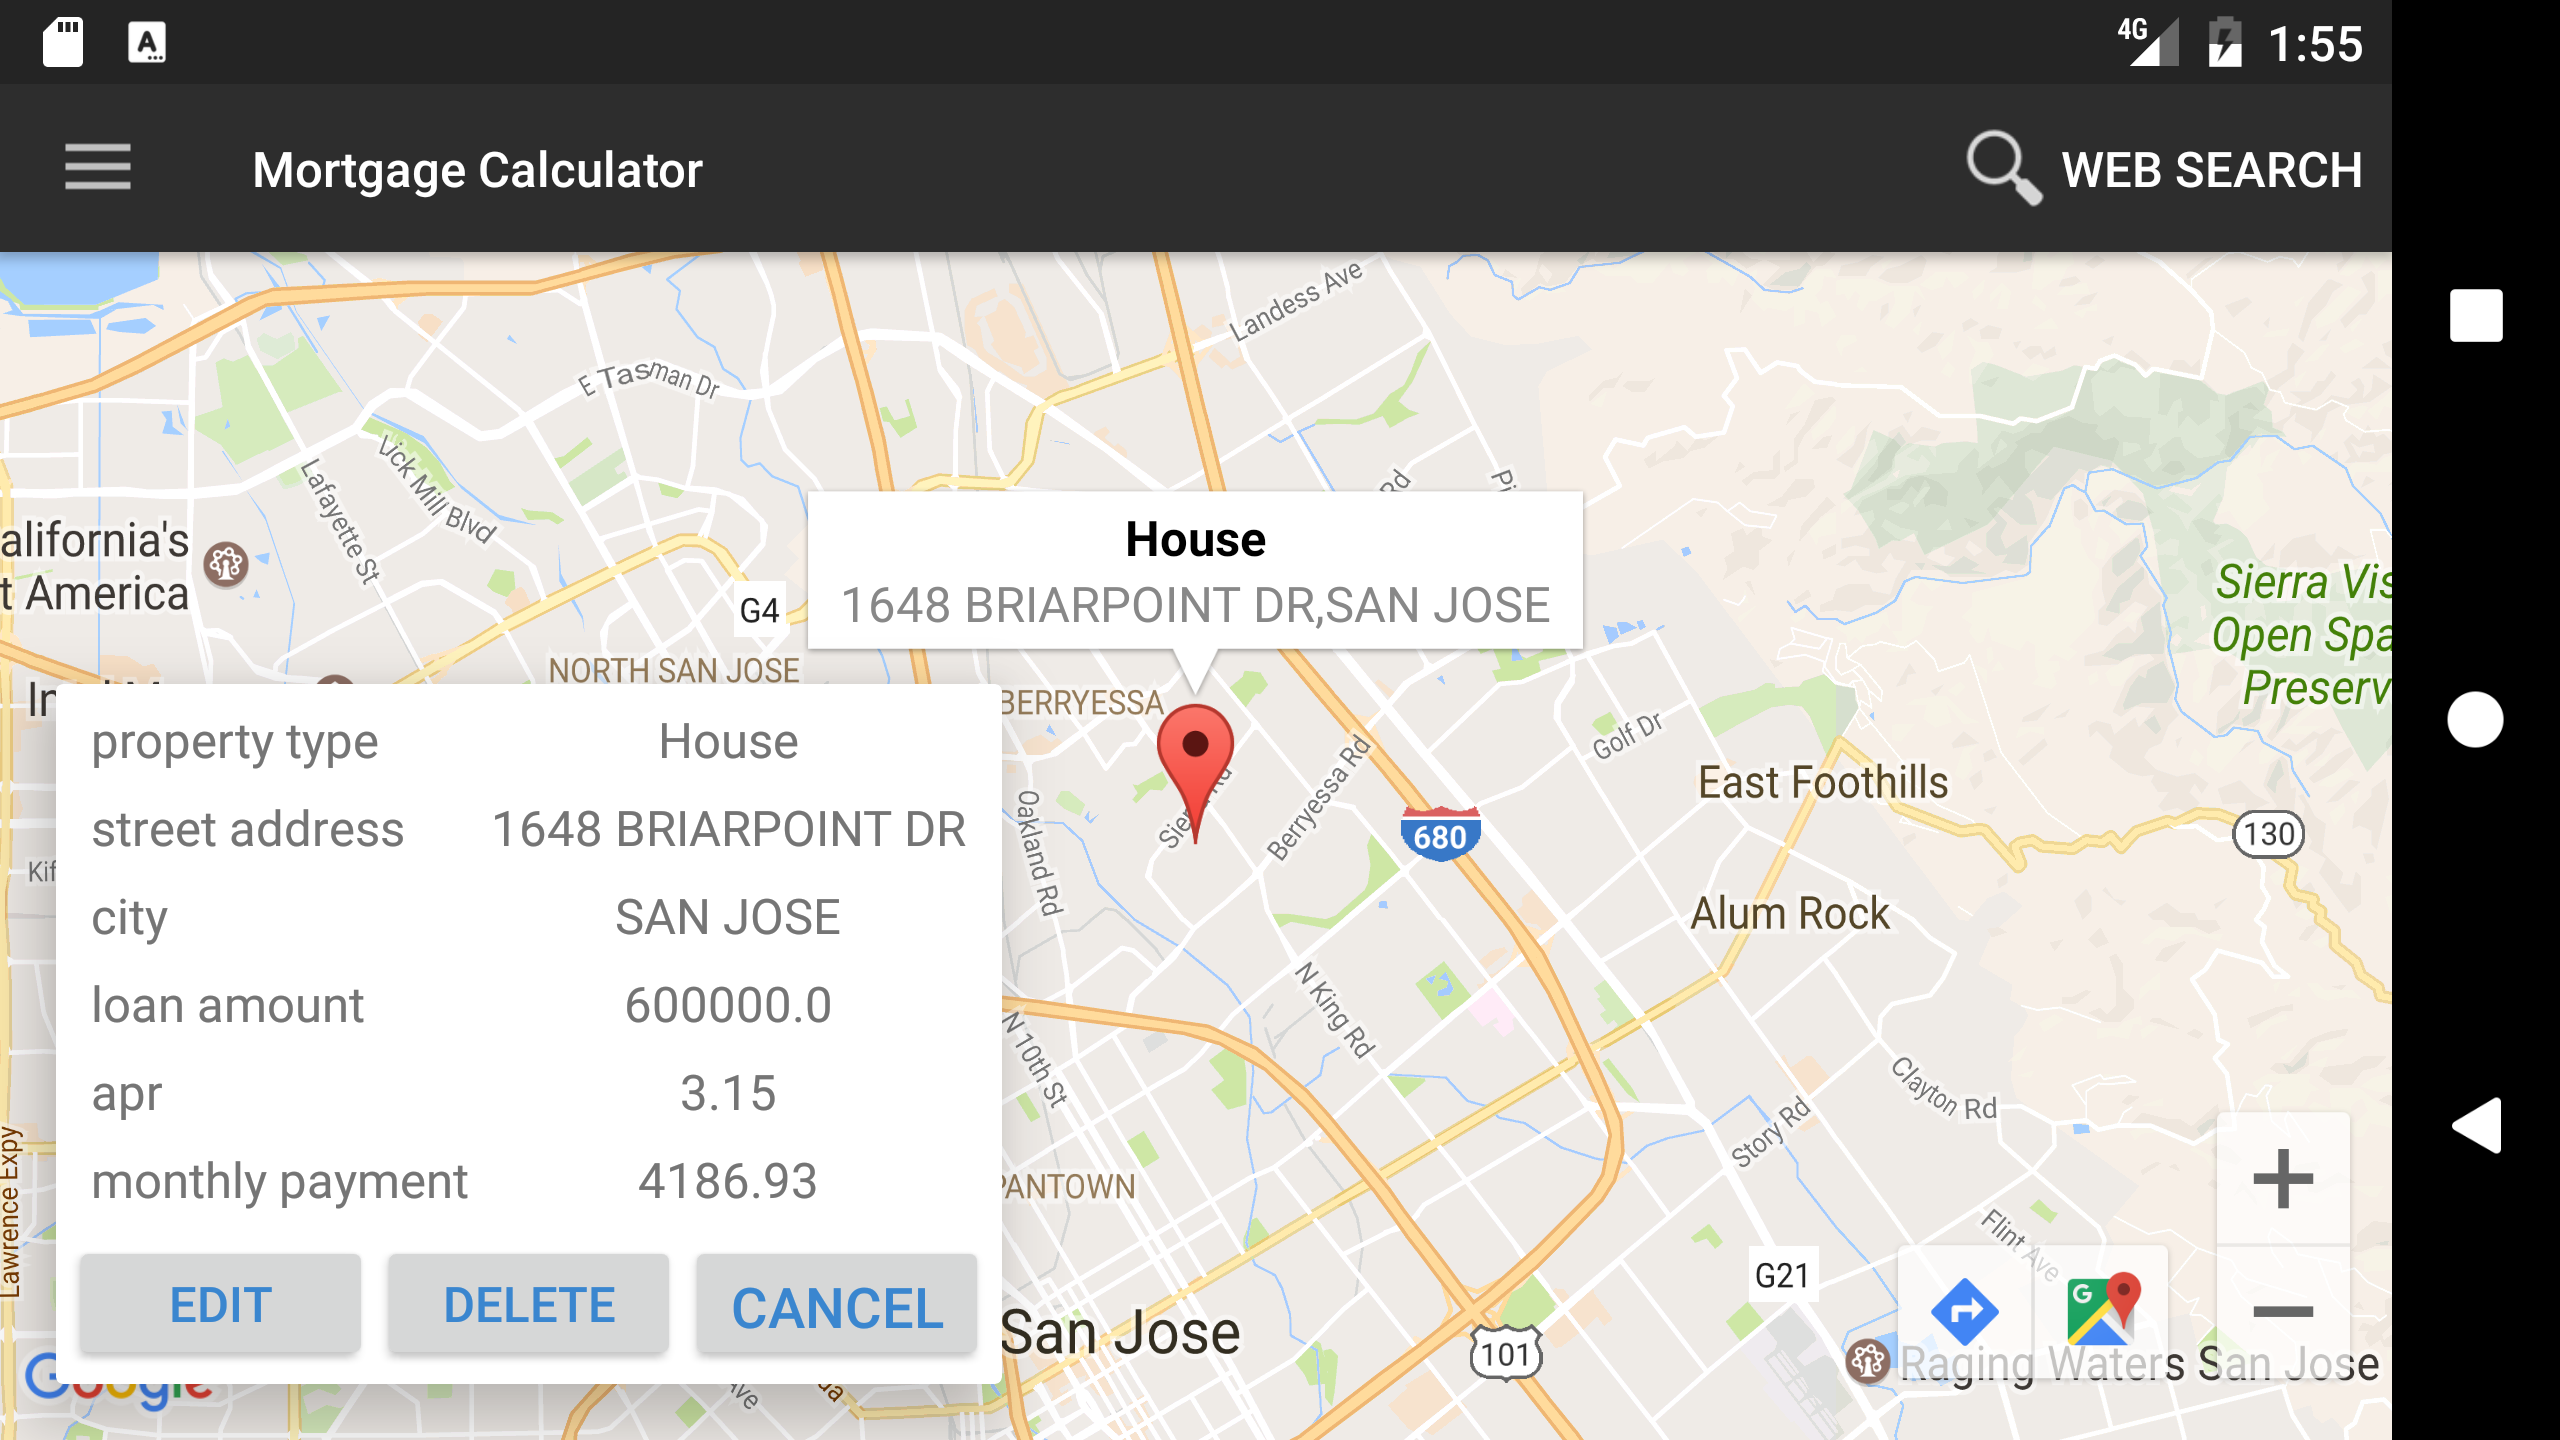 4G 1:55
Mortgage Calculator
WEB SEARCH
Landess Ave
E Tasman Dr
Vick Mill Blvd
Lafayette St
Rd
alifornia's
t America
G4
House
1648 BRIARPOINT DR,SAN JOSE
Sierra Vis
Open Spa
Preserv
NORTH SAN JOSE
BERRYESSA
Golf Dr
Berryessa Rd
Oakland Rd
680
East Foothills
130
Alum Rock
property type House
street address 1648 BRIARPOINT DR
city SAN JOSE
loan amount 600000.0
apr 3.15
monthly payment 4186.93
EDIT DELETE CANCEL
Kif
N King Rd
N 10th St
Clayton Rd
Story Rd
Lawrence Expy
PANTOWN
Flint Ave
G21
San Jose
101
Raging Waters San Jose
Google
Ave